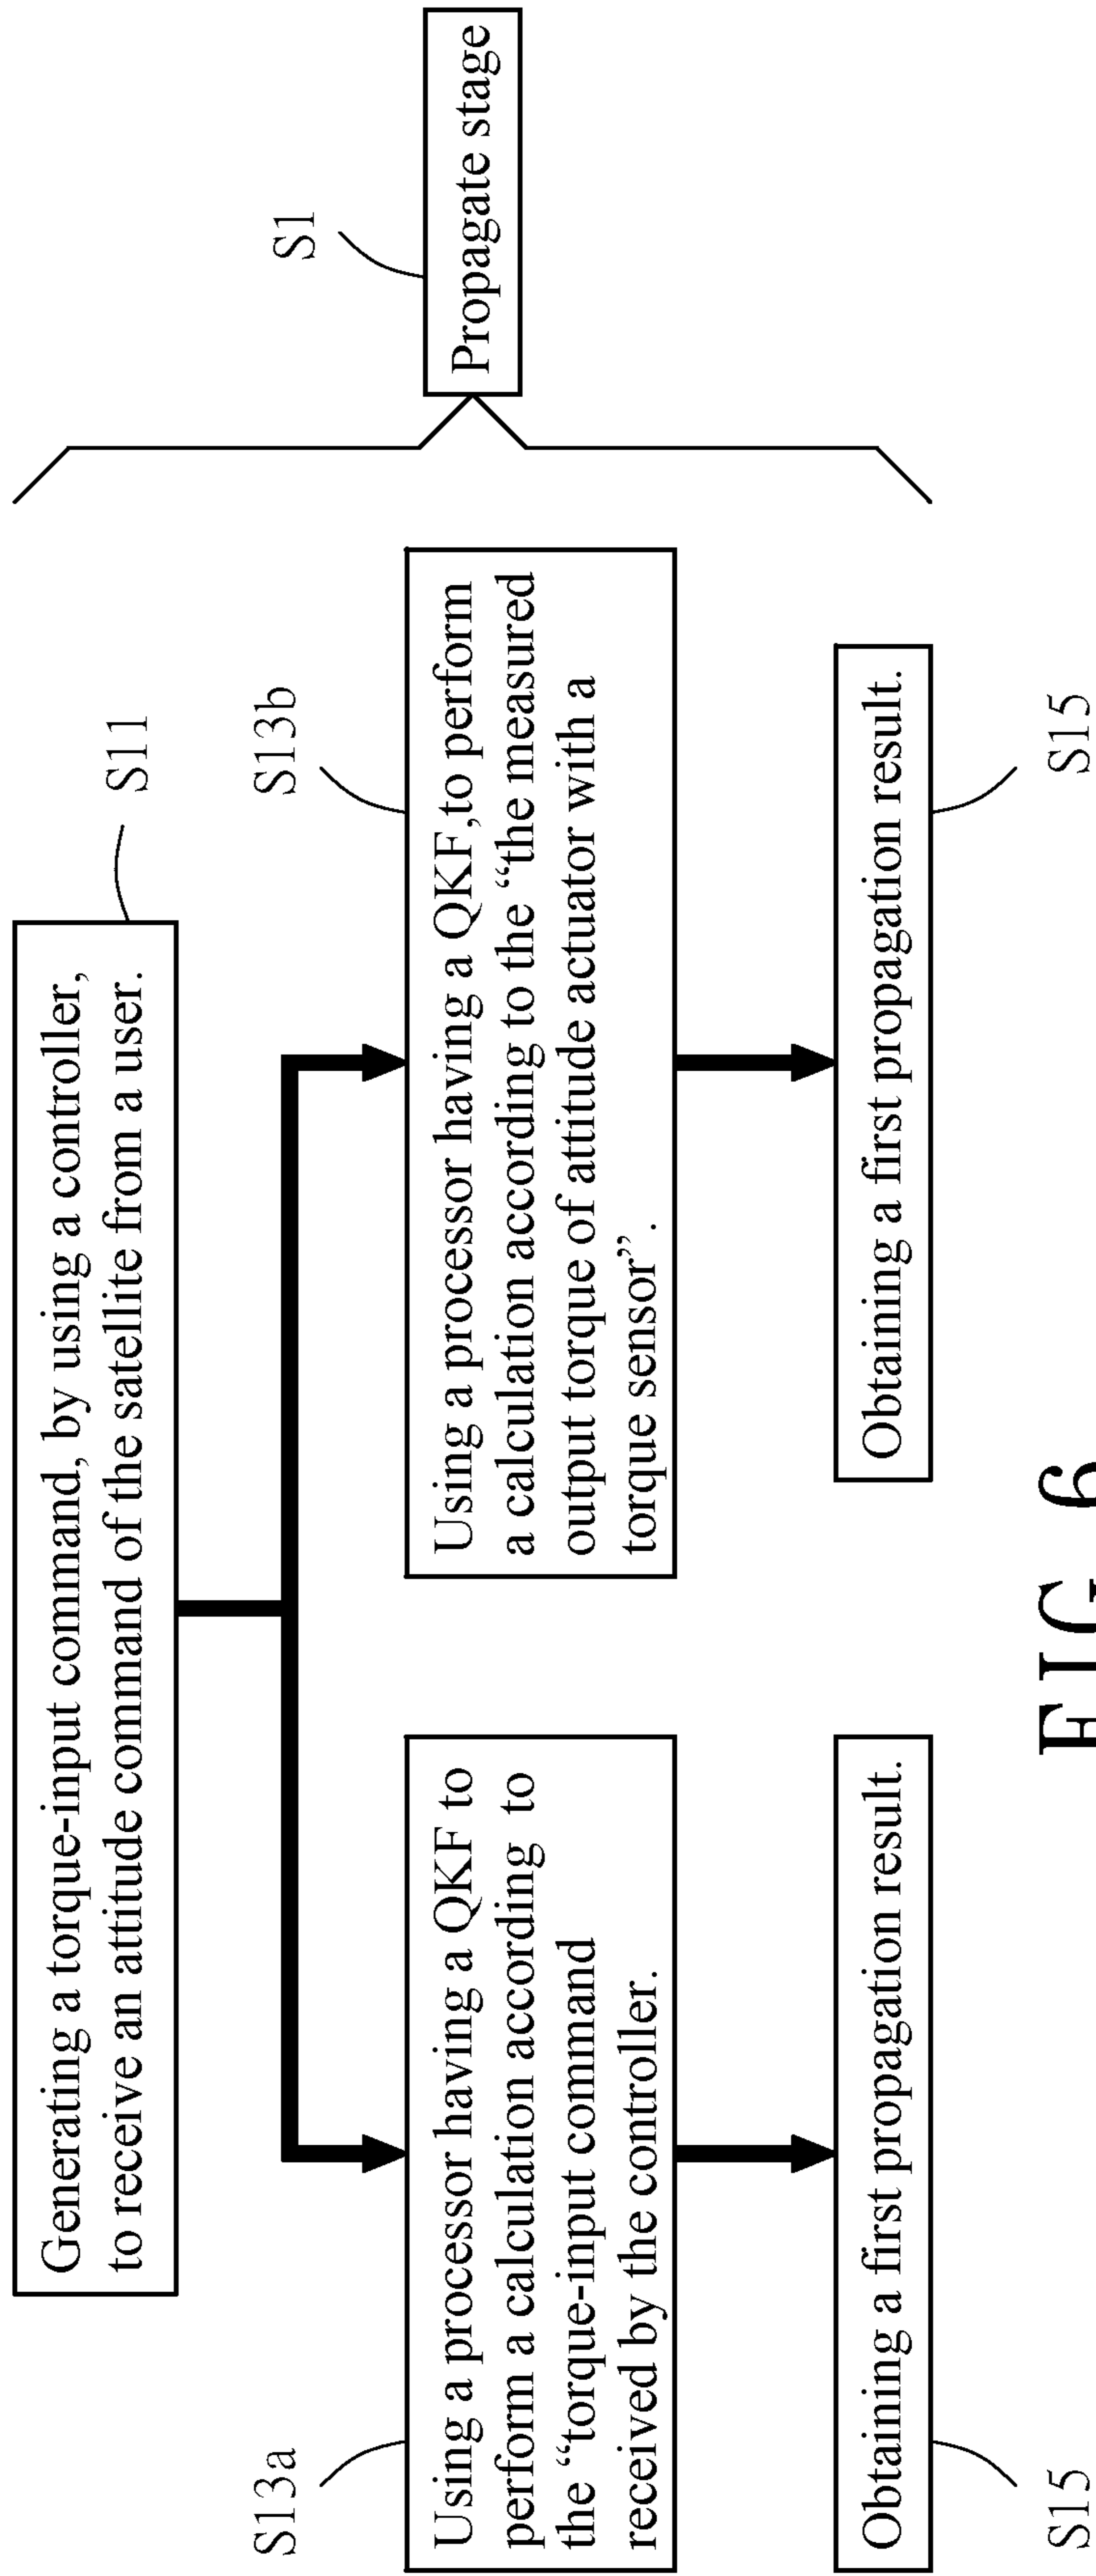 Generating a torque-input command, by using a controller,
to receive an attitude command of the satellite from a user.
S11
S13a
Using a processor having a QKF to
perform a calculation according to
the “torque-input command
received by the controller.
S13b
Using a processor having a QKF,to perform
a calculation according to the “the measured
output torque of attitude actuator with a
torque sensor”.
S1
Propagate stage
Obtaining a first propagation result.
S15
Obtaining a first propagation result.
S15
FIG. 6